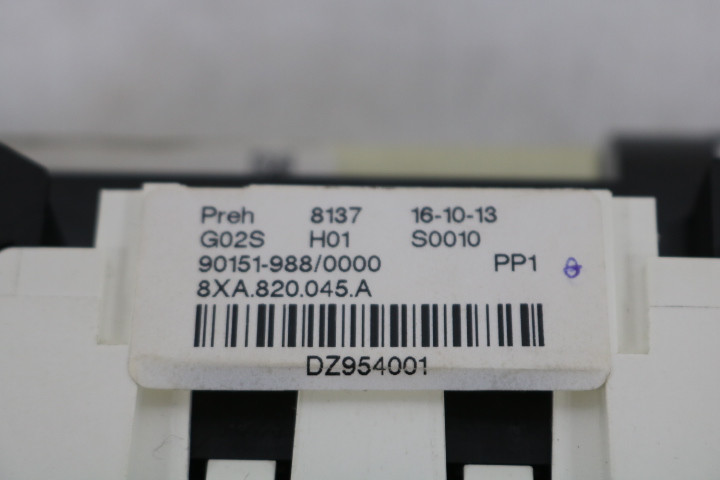 Preh 8137 16-10-13
G02S H01 S0010
90151-988/0000 PP1
8XA.820.045.A
DZ954001